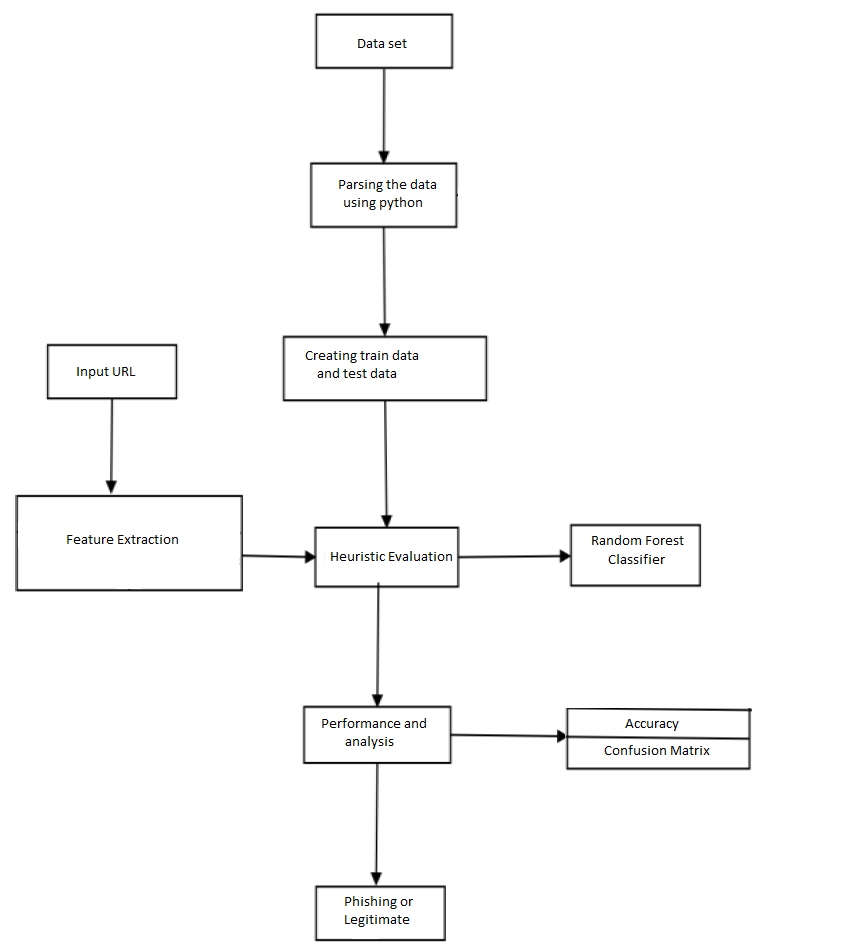 Data set
Parsing the data
using python
Creating train data
and test data
Input URL
Feature Extraction
Heuristic Evaluation
Random Forest
Classifier
Performance and
analysis
Accuracy
Confusion Matrix
Phishing or
Legitimate